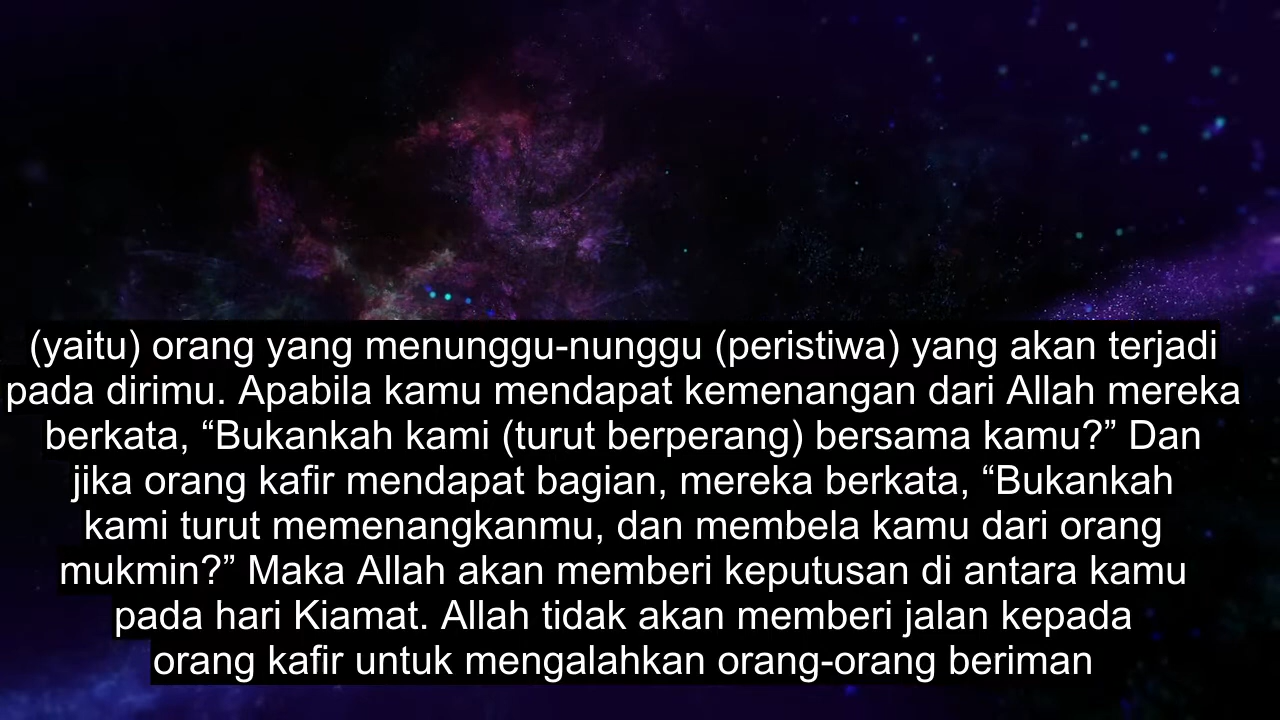 (yaitu) orang yang menunggu-nunggu (peristiwa) yang akan terjadi
pada dirimu. Apabila kamu mendapat kemenangan dari Allah mereka
berkata, “Bukankah kami (turut berperang) bersama kamu?” Dan
jika orang kafir mendapat bagian, mereka berkata, “Bukankah
kami turut memenangkanmu, dan membela kamu dari orang
mukmin?” Maka Allah akan memberi keputusan di antara kamu
pada hari Kiamat. Allah tidak akan memberi jalan kepada
orang kafir untuk mengalahkan orang-orang beriman